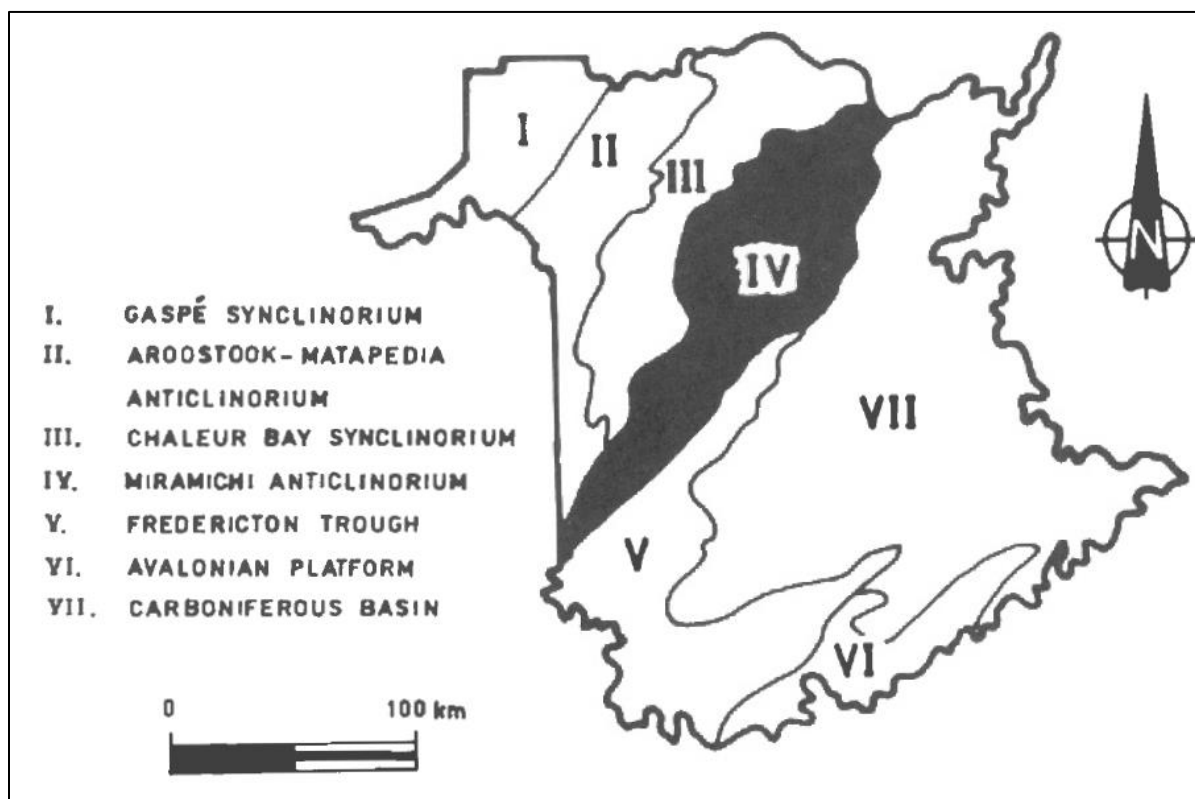 I
II
III
IV
V
VI
VII
N
I. GASPÉ SYNCLINORIUM
II. AROOSTOOK-MATAPEDIA
ANTICLINORIUM
III. CHALEUR BAY SYNCLINORIUM
IV. MIRAMICHI ANTICLINORIUM
V. FREDERICTON TROUGH
VI. AVALONIAN PLATFORM
VII. CARBONIFEROUS BASIN
0 100 km